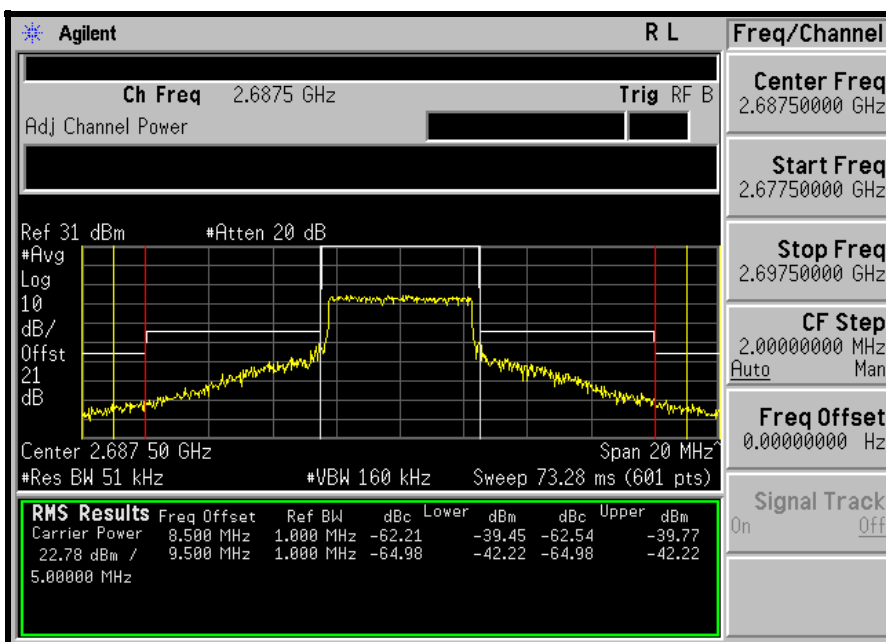 Agilent
R L
Freq/Channel
Ch Freq 2.6875 GHz
Trig RF B
Adj Channel Power
Center Freq
2.68750000 GHz
Start Freq
2.67750000 GHz
Stop Freq
2.69750000 GHz
CF Step
2.00000000 MHz
Auto Man
Freq Offset
0.00000000 Hz
Signal Track
On Off
Ref 31 dBm #Atten 20 dB
#Avg
Log
10
dB/
Offst
21
dB
Center 2.687 50 GHz Span 20 MHz^
#Res BW 51 kHz #VBW 160 kHz Sweep 73.28 ms (601 pts)
RMS Results Freq Offset Ref BW dBc Lower dBm dBc Upper dBm
Carrier Power 8.500 MHz 1.000 MHz -62.21 -39.45 -62.54 -39.77
22.78 dBm / 9.500 MHz 1.000 MHz -64.98 -42.22 -64.98 -42.22
5.00000 MHz